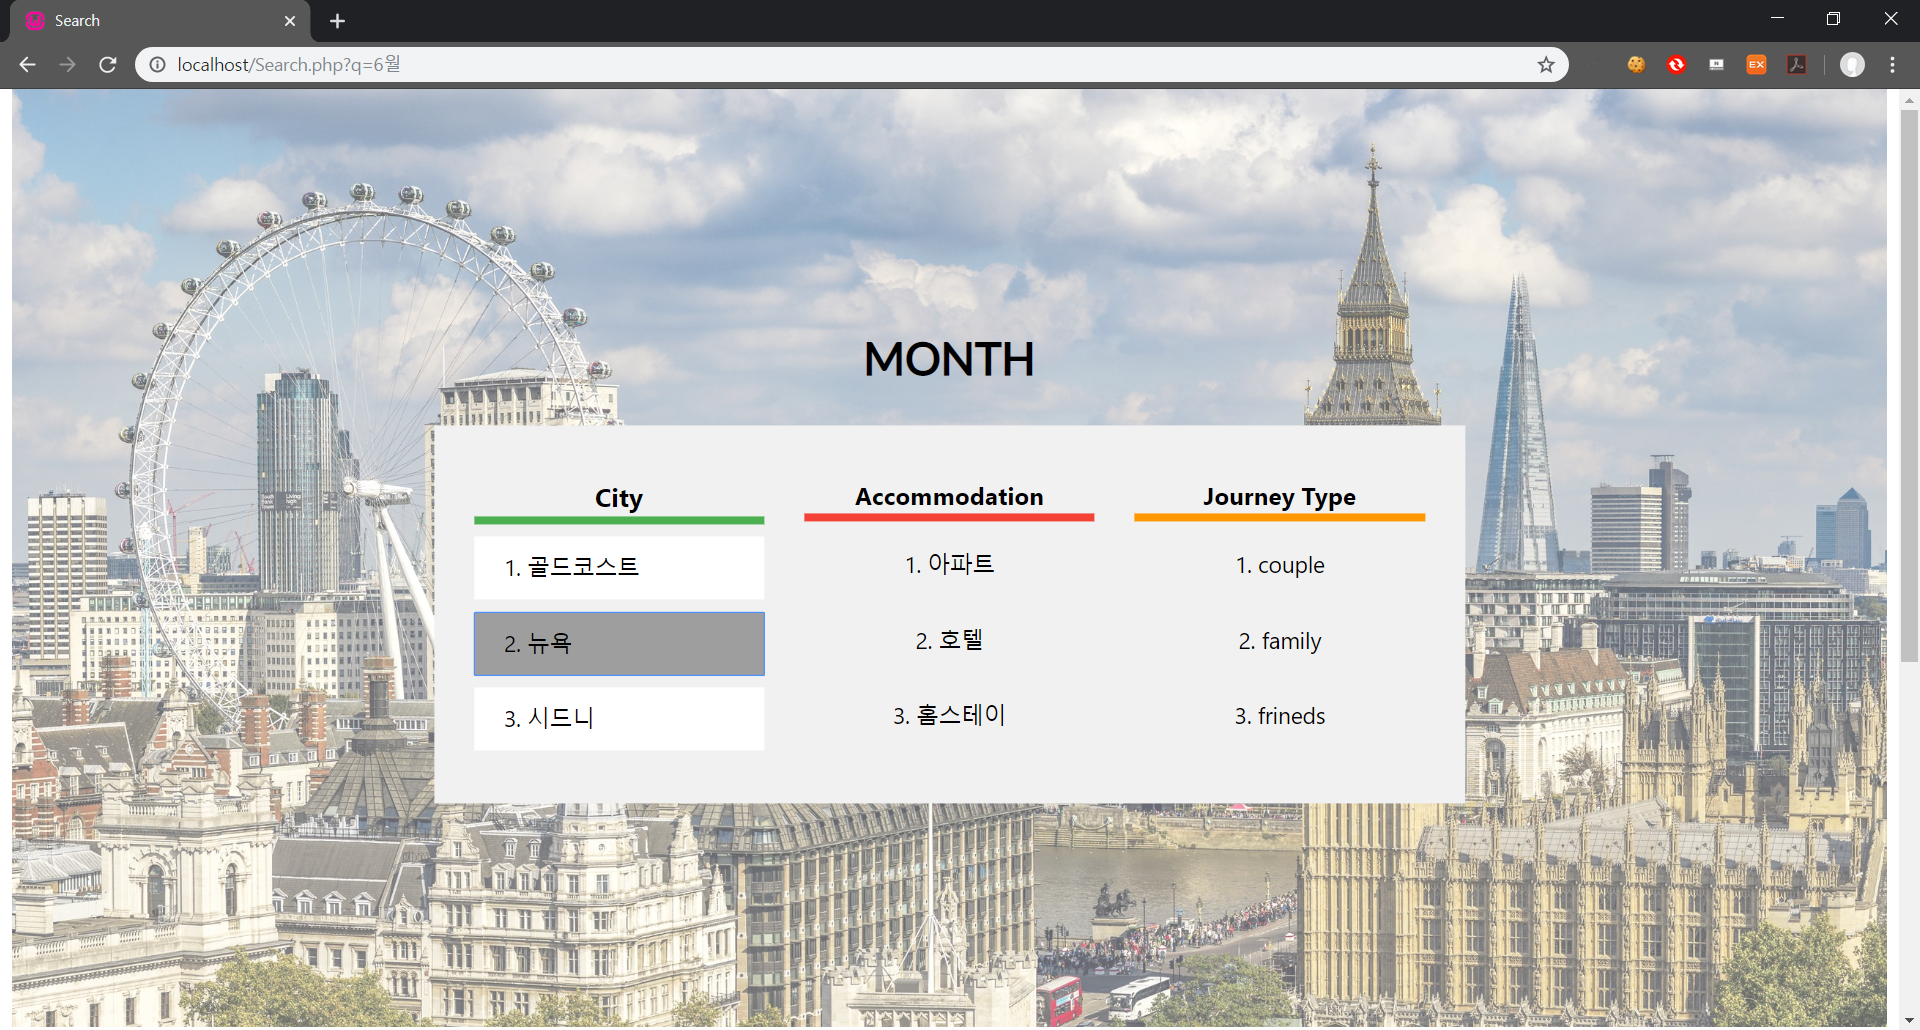 Search
localhost/Search.php?q=6월
EX
MONTH
City
1. 골드코스트
2. 뉴욕
3. 시드니
Accommodation
1. 아파트
2. 호텔
3. 홈스테이
Journey Type
1. couple
2. family
3. frineds